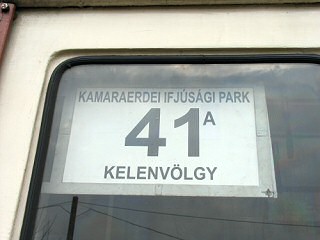 KAMARAERDEI IFJÚSÁGI PARK
41A
KELENVÖLGY